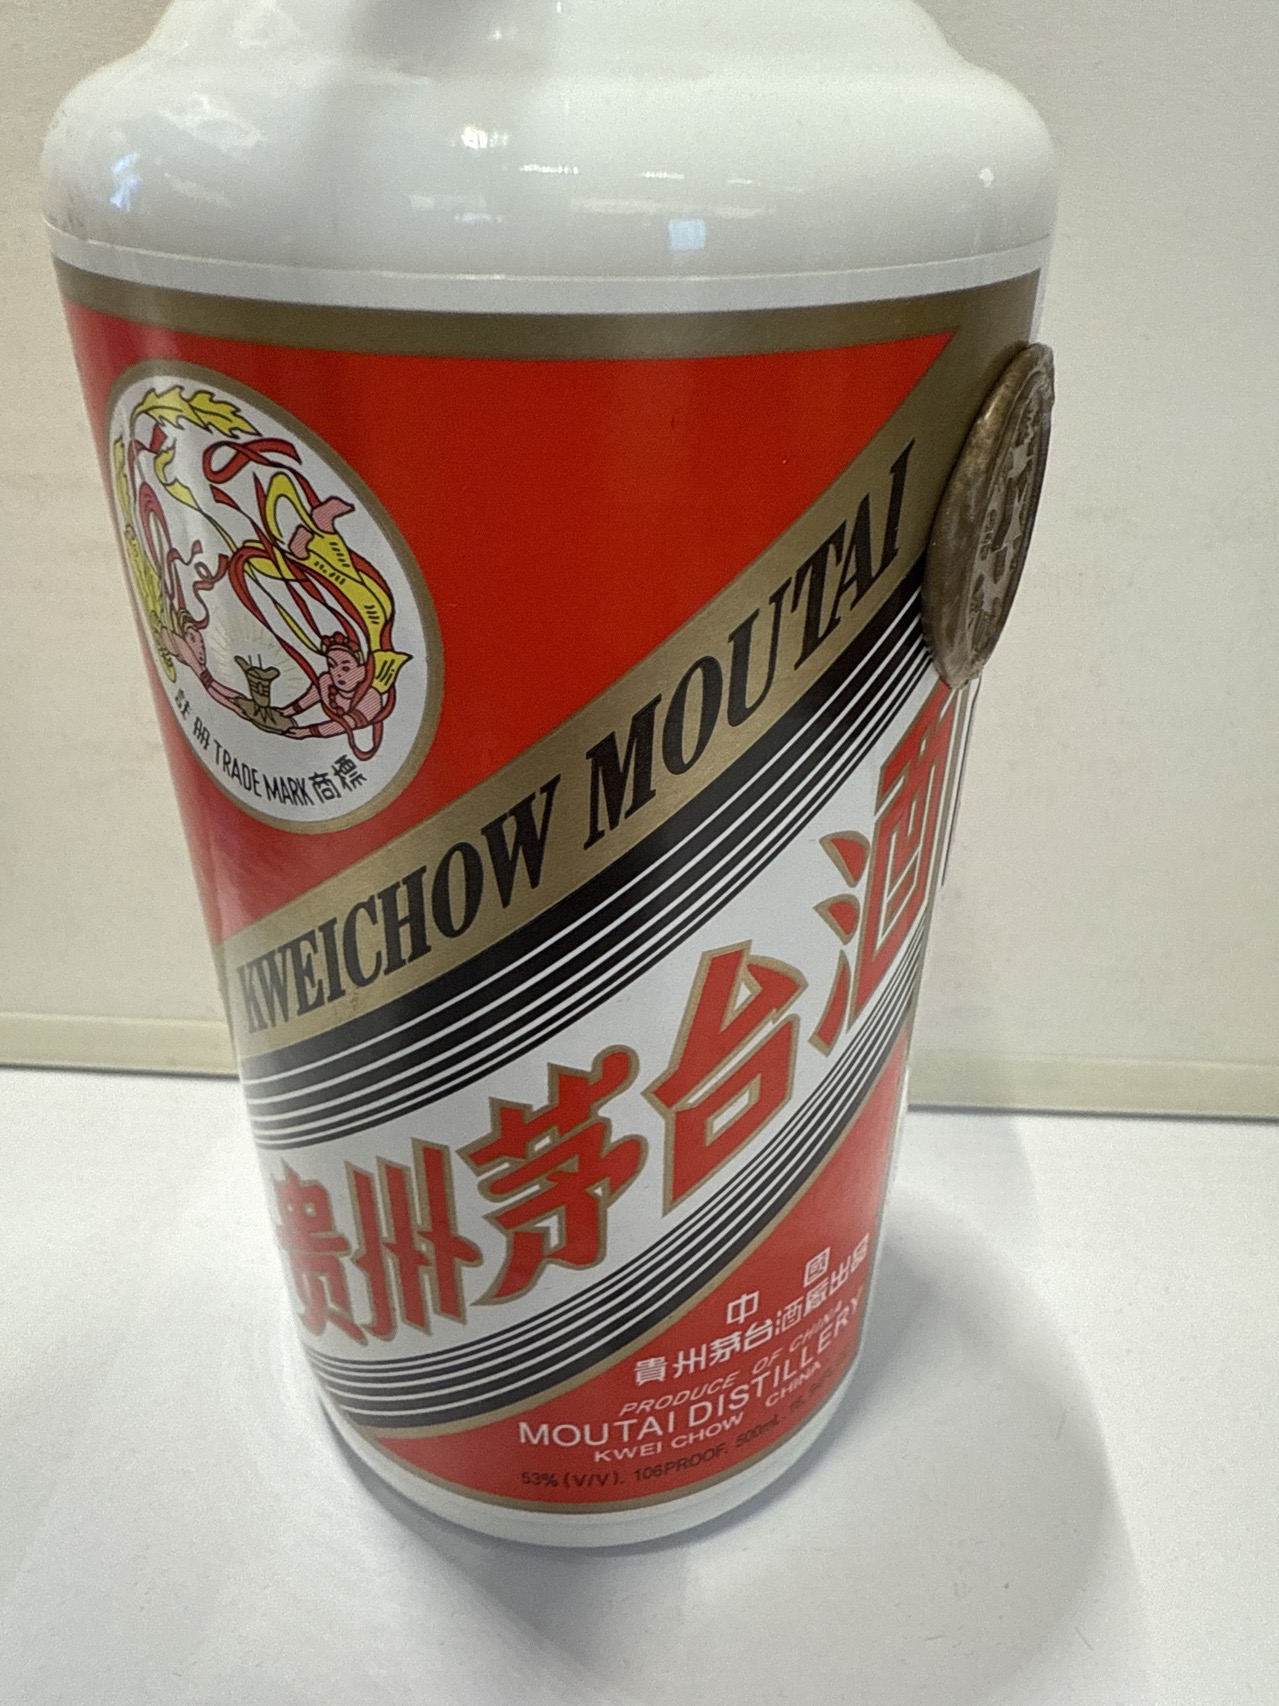 註冊 TRADE MARK 商標
KWEICHOW MOUTAI
貴州茅台酒
中國
貴州茅台酒廠出品
PRODUCE OF CHINA
MOUTAI DISTILLERY
KWEI CHOW CHINA
53% (V/V). 106PROOF. 500mL.